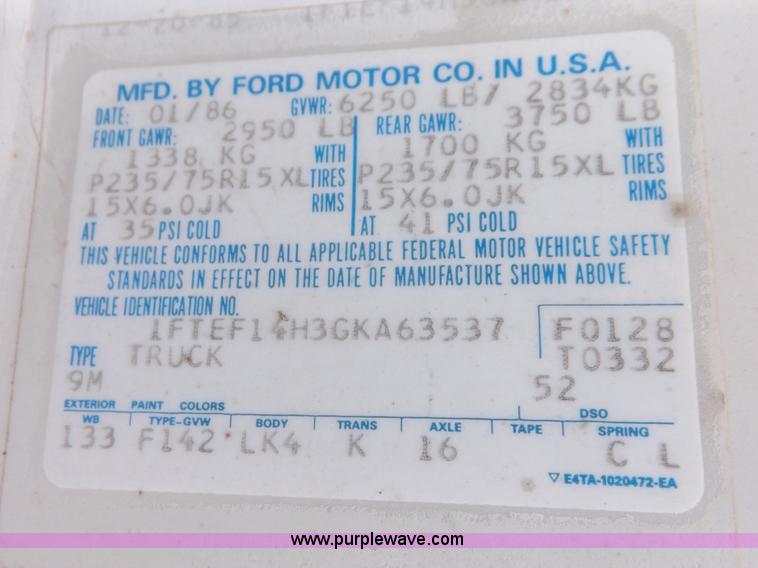 12-20-85 1FTEF14H3G
MFD. BY FORD MOTOR CO. IN U.S.A.
DATE: 01/86 GVWR: 6250 LB/ 2834KG
FRONT GAWR: 2950 LB REAR GAWR: 3750 LB
1338 KG WITH 1700 KG WITH
P235/75R15XL TIRES P235/75R15XL TIRES
15X6.0JK RIMS 15X6.0JK RIMS
AT 35 PSI COLD AT 41 PSI COLD
THIS VEHICLE CONFORMS TO ALL APPLICABLE FEDERAL MOTOR VEHICLE SAFETY
STANDARDS IN EFFECT ON THE DATE OF MANUFACTURE SHOWN ABOVE.
VEHICLE IDENTIFICATION NO.
1FTEF14H3GKA63537 F0128
TYPE TRUCK T0332
9M 52
EXTERIOR PAINT COLORS DSO
WB TYPE-GVW BODY TRANS AXLE TAPE SPRING
133 F142 LK4 K 16 C L
▽ E4TA-1020472-EA
www.purplewave.com